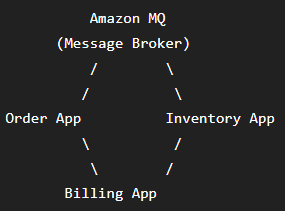 Amazon MQ
(Message Broker)
/ \
/ \
Order App Inventory App
\ /
\ /
Billing App